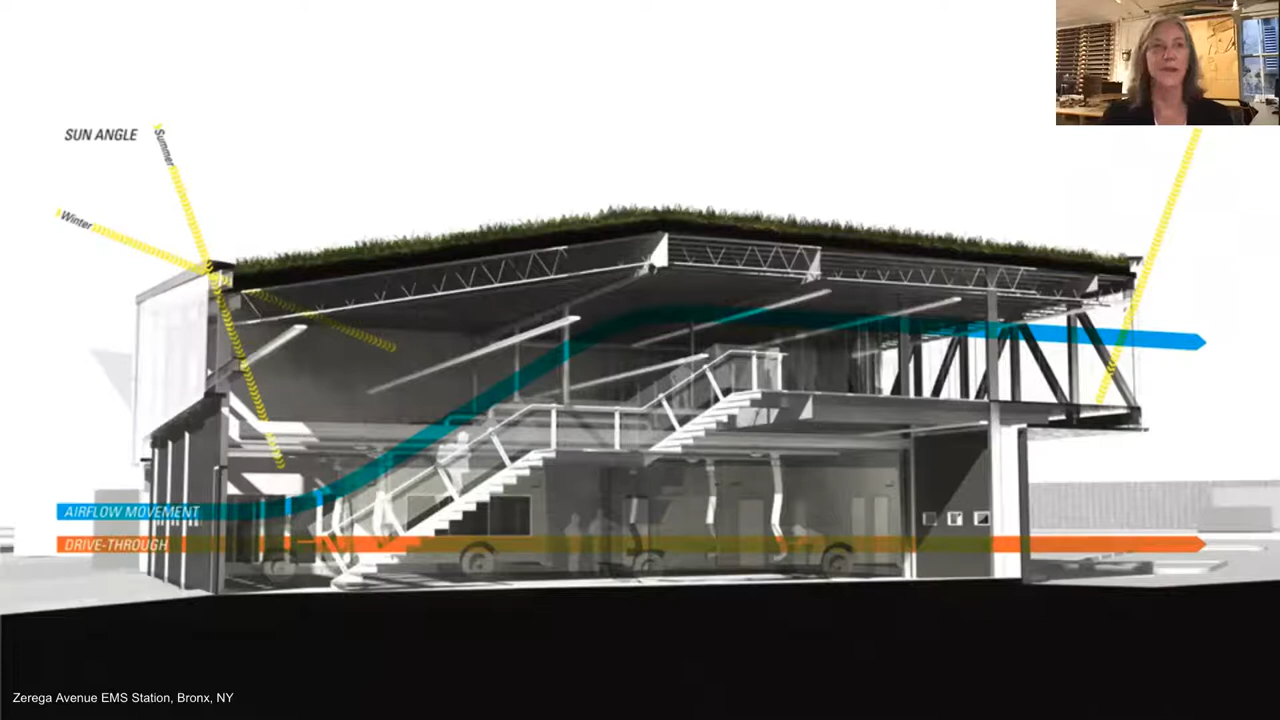 SUN ANGLE
Summer
Winter
AIRFLOW MOVEMENT
DRIVE-THROUGH
Zerega Avenue EMS Station, Bronx, NY